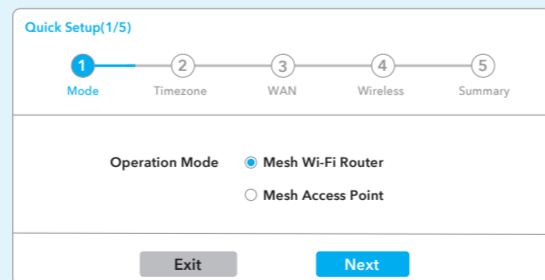 Quick Setup(1/5)
1 2 3 4 5
Mode Timezone WAN Wireless Summary
Operation Mode Mesh Wi-Fi Router
Mesh Access Point
Exit Next